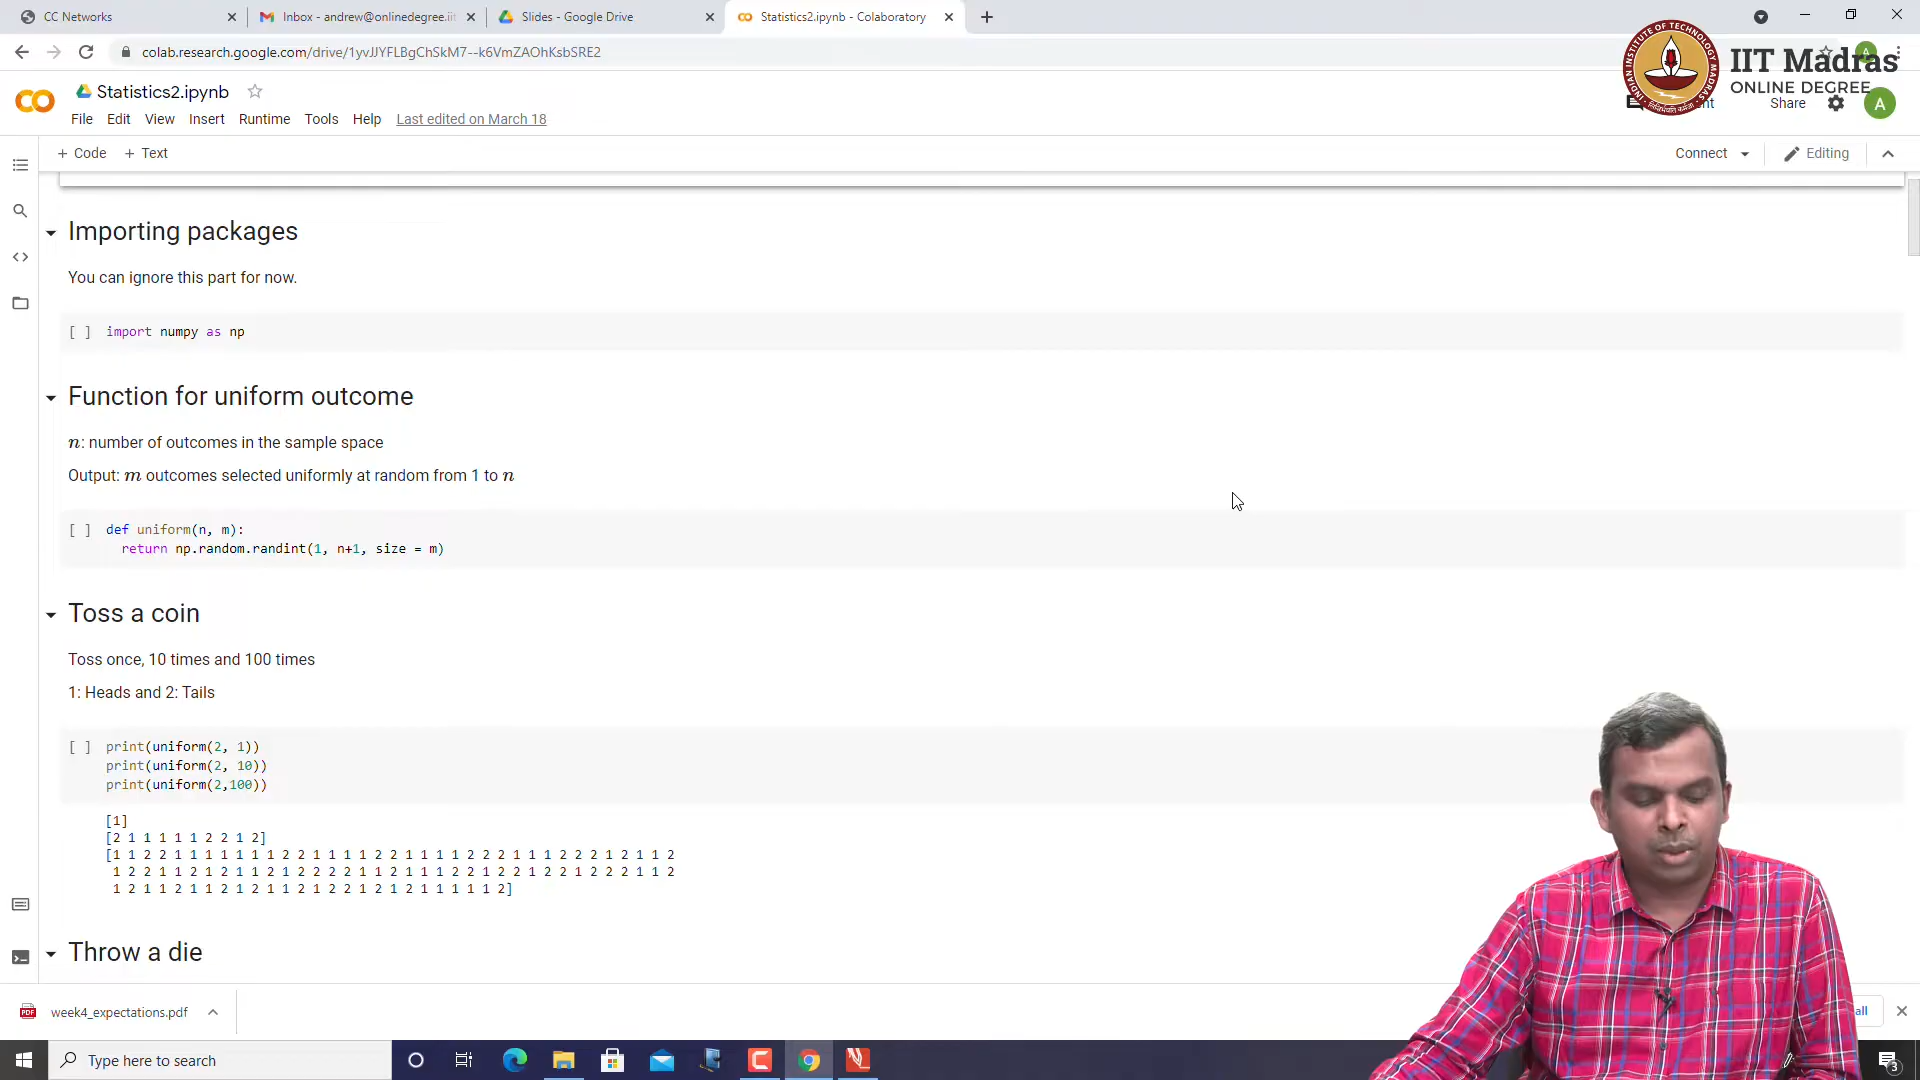 CC Networks
Inbox - andrew@onlinedegree.iit
Slides - Google Drive
Statistics2.ipynb - Colaboratory
colab.research.google.com/drive/1yvJJYFLBgChSkM7--k6VmZAOhKsbSRE2
IIT Madras
ONLINE DEGREE
INDIAN INSTITUTE OF TECHNOLOGY MADRAS
Statistics2.ipynb
Share
A
File Edit View Insert Runtime Tools Help Last edited on March 18
+ Code + Text
Connect
Editing
Importing packages
You can ignore this part for now.
[ ] import numpy as np
Function for uniform outcome
n: number of outcomes in the sample space
Output: m outcomes selected uniformly at random from 1 to n
[ ] def uniform(n, m):
return np.random.randint(1, n+1, size = m)
Toss a coin
Toss once, 10 times and 100 times
1: Heads and 2: Tails
[ ] print(uniform(2, 1))
print(uniform(2, 10))
print(uniform(2,100))
[1]
[2 1 1 1 1 1 2 2 1 2]
[1 1 2 2 1 1 1 1 1 1 1 2 2 1 1 1 1 2 2 1 1 1 1 2 2 2 1 1 1 2 2 2 1 2 1 1 2
1 2 2 1 1 2 1 2 1 1 2 1 2 2 2 2 1 2 1 1 1 2 2 1 2 2 1 2 2 1 2 2 2 1 1 2
1 2 1 1 2 1 1 2 1 2 1 1 2 1 2 2 1 2 1 2 1 1 1 1 1 2]
Throw a die
week4_expectations.pdf
all
Type here to search
3